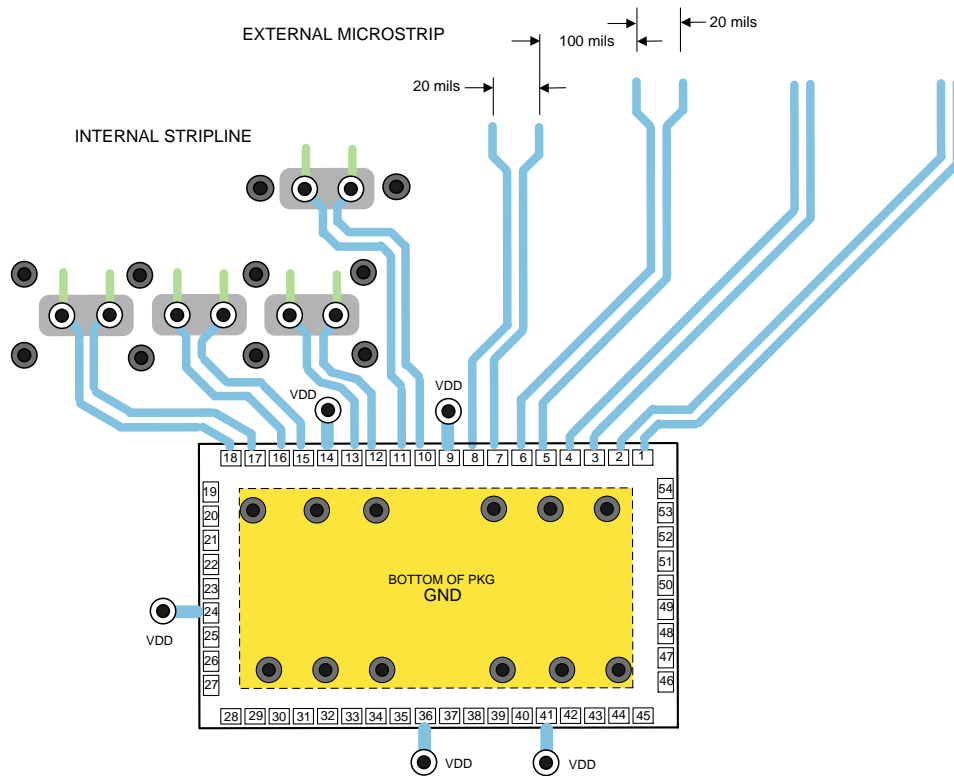 EXTERNAL MICROSTRIP
20 mils
100 mils
20 mils
INTERNAL STRIPLINE
VDD
VDD
18 17 16 15 14 13 12 11 10 9 8 7 6 5 4 3 2 1
19
20
21
22
23
24
25
26
27
54
53
52
51
50
49
48
47
46
BOTTOM OF PKG
GND
VDD
28 29 30 31 32 33 34 35 36 37 38 39 40 41 42 43 44 45
VDD
VDD